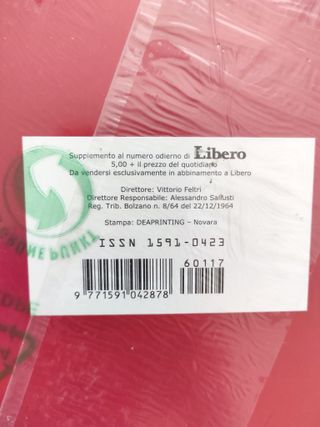 Supplemento al numero odierno di Libero
5,00 + il prezzo del quotidiano
Da vendersi esclusivamente in abbinamento a Libero
Direttore: Vittorio Feltri
Direttore Responsabile: Alessandro Sallusti
Reg. Trib. Bolzano n. 8/64 del 22/12/1964
Stampa: DEAPRINTING – Novara
ISSN 1591-0423
60117
9 771591 042878
PUNKT